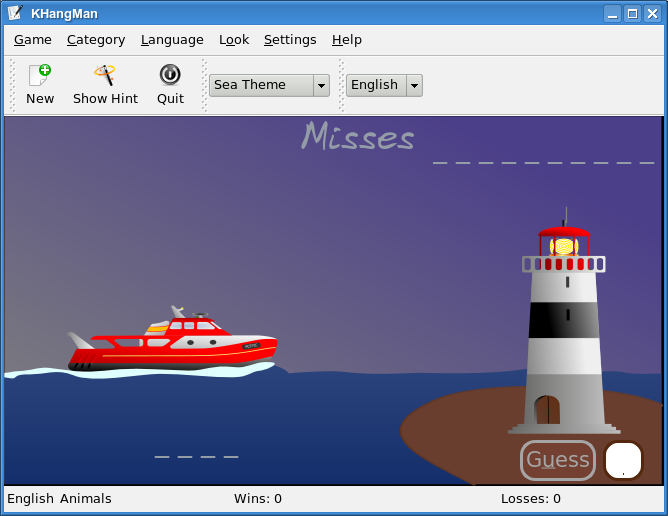 KHangMan
Game Category Language Look Settings Help
New Show Hint Quit Sea Theme English
Misses
_ _ _ _ _ _ _ _ _ _
_ _ _ _
Guess
English Animals Wins: 0 Losses: 0